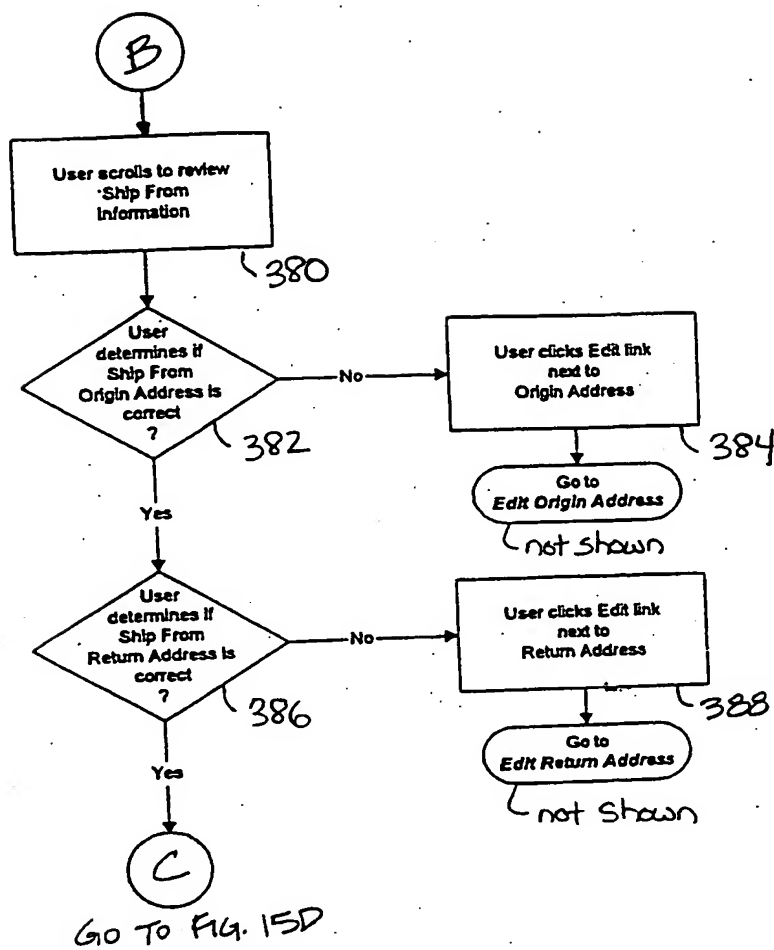 B
User scrolls to review
Ship From
Information
380
User
determines if
Ship From
Origin Address is
correct
?
382
No
User clicks Edit link
next to
Origin Address
384
Go to
Edit Origin Address
not shown
Yes
User
determines if
Ship From
Return Address is
correct
?
386
No
User clicks Edit link
next to
Return Address
388
Go to
Edit Return Address
not shown
Yes
C
GO TO FIG. 15D